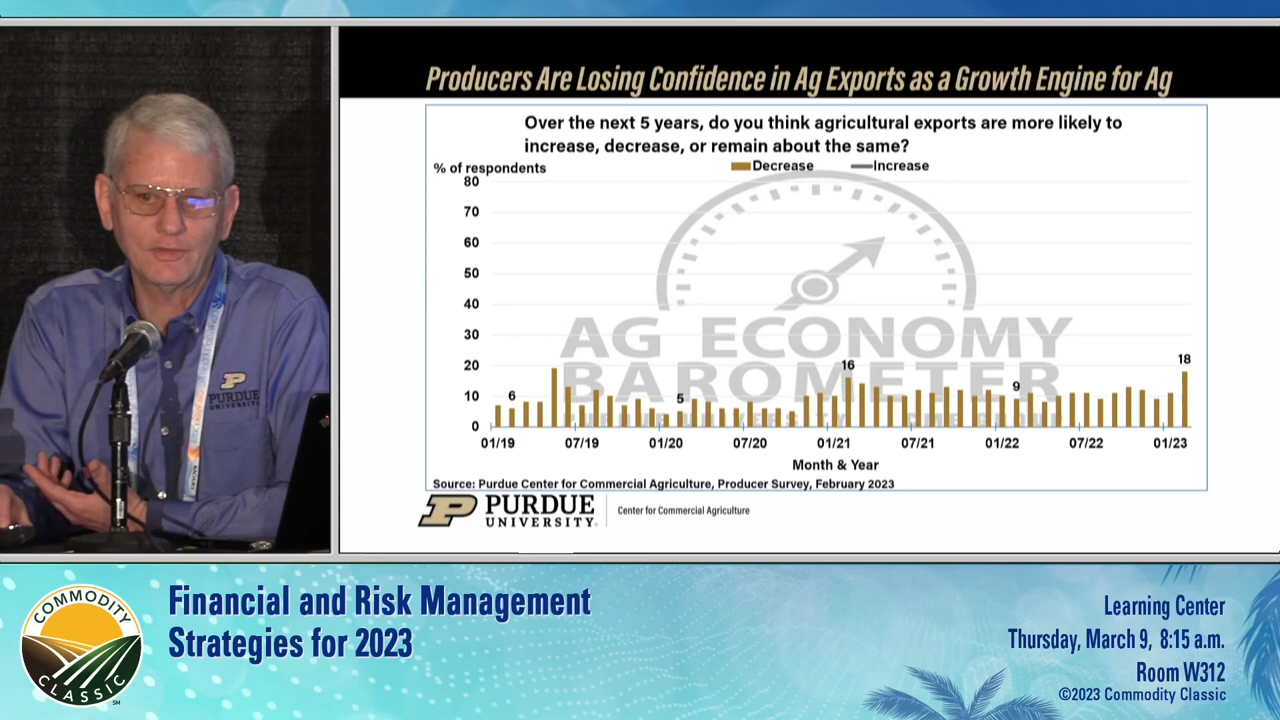 Producers Are Losing Confidence in Ag Exports as a Growth Engine for Ag
Over the next 5 years, do you think agricultural exports are more likely to
increase, decrease, or remain about the same?
% of respondents
Decrease
Increase
80
70
60
50
40
30
20
10
0
6
5
16
9
18
AG ECONOMY
BAROMETER
PURDUE UNIVERSITY CME GROUP
01/19
07/19
01/20
07/20
01/21
07/21
01/22
07/22
01/23
Month & Year
Source: Purdue Center for Commercial Agriculture, Producer Survey, February 2023
PURDUE
UNIVERSITY®
Center for Commercial Agriculture
P
PURDUE
AGRICULTURE
COMMODITY
CLASSIC
SM
Financial and Risk Management
Strategies for 2023
Learning Center
Thursday, March 9, 8:15 a.m.
Room W312
©2023 Commodity Classic